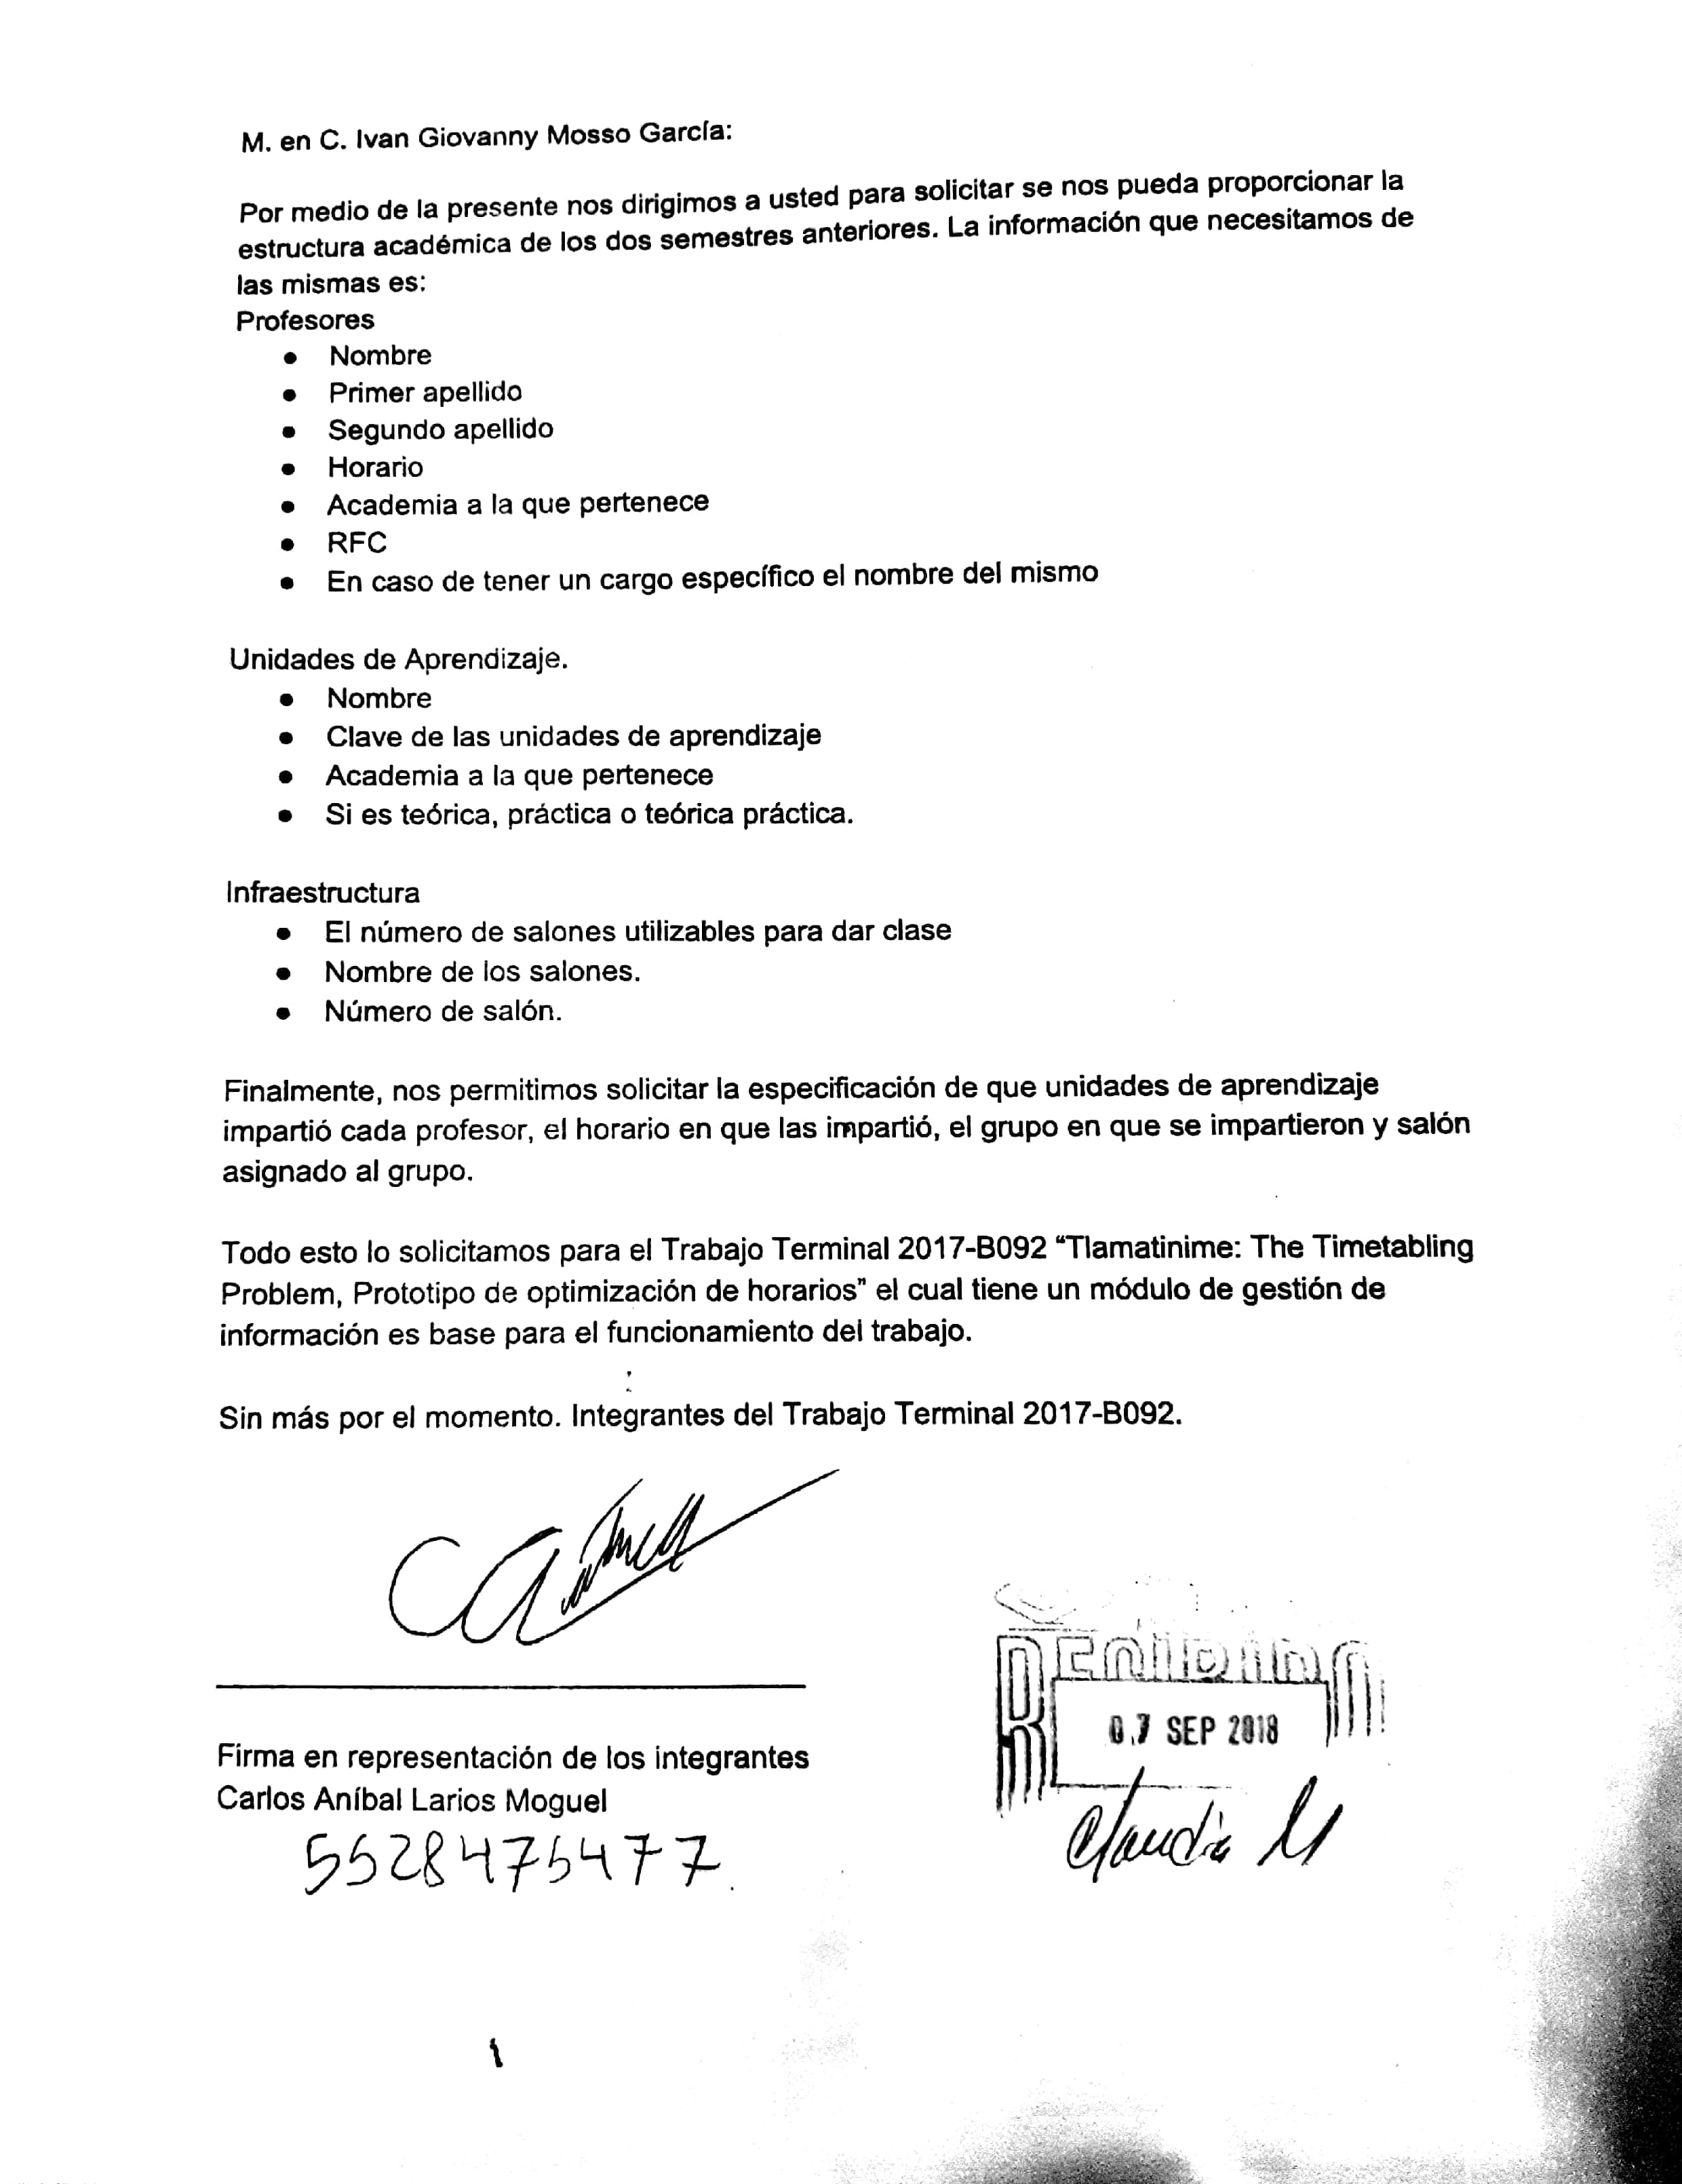 M. en C. Ivan Giovanny Mosso García:
Por medio de la presente nos dirigimos a usted para solicitar se nos pueda proporcionar la
estructura académica de los dos semestres anteriores. La información que necesitamos de
las mismas es:
Profesores
• Nombre
• Primer apellido
• Segundo apellido
• Horario
• Academia a la que pertenece
• RFC
• En caso de tener un cargo específico el nombre del mismo
Unidades de Aprendizaje.
• Nombre
• Clave de las unidades de aprendizaje
• Academia a la que pertenece
• Si es teórica, práctica o teórica práctica.
Infraestructura
• El número de salones utilizables para dar clase
• Nombre de los salones.
• Número de salón.
Finalmente, nos permitimos solicitar la especificación de que unidades de aprendizaje
impartió cada profesor, el horario en que las impartió, el grupo en que se impartieron y salón
asignado al grupo.
Todo esto lo solicitamos para el Trabajo Terminal 2017-B092 “Tlamatinime: The Timetabling
Problem, Prototipo de optimización de horarios” el cual tiene un módulo de gestión de
información es base para el funcionamiento del trabajo.
Sin más por el momento. Integrantes del Trabajo Terminal 2017-B092.
RECIBIDO
07 SEP 2018
Firma en representación de los integrantes
Carlos Aníbal Larios Moguel
5528475477
Claudia M